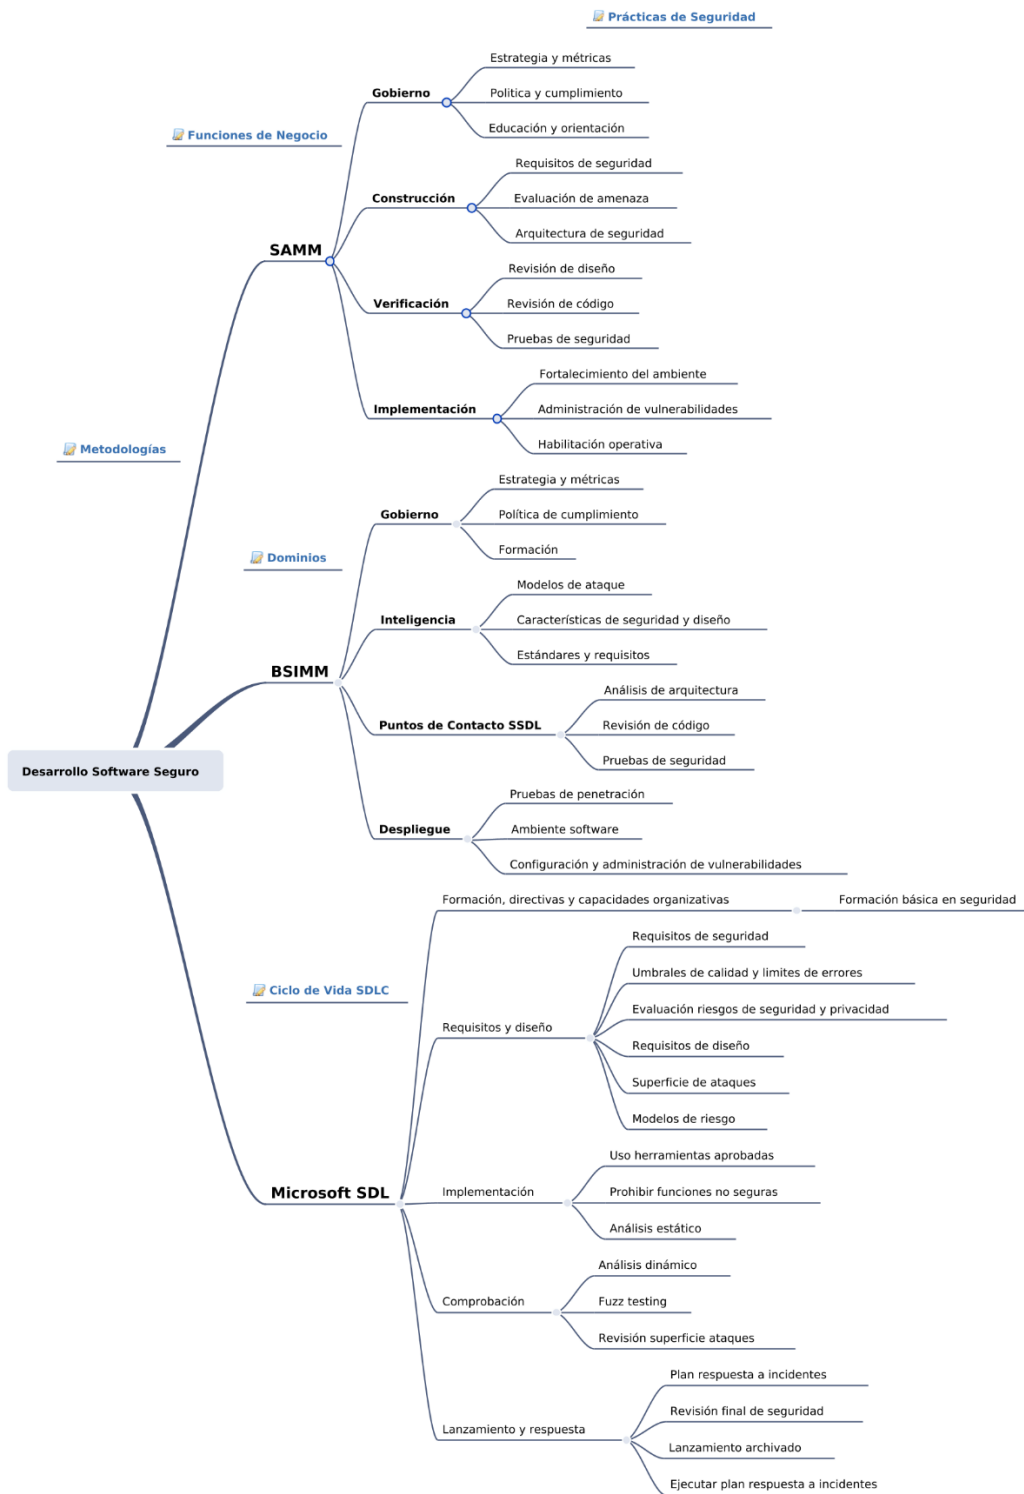 Prácticas de Seguridad
Estrategia y métricas
Gobierno
Politica y cumplimiento
Educación y orientación
Funciones de Negocio
Requisitos de seguridad
Construcción
Evaluación de amenaza
Arquitectura de seguridad
SAMM
Revisión de diseño
Verificación
Revisión de código
Pruebas de seguridad
Fortalecimiento del ambiente
Implementación
Administración de vulnerabilidades
Habilitación operativa
Metodologías
Estrategia y métricas
Gobierno
Política de cumplimiento
Formación
Dominios
Modelos de ataque
Inteligencia
Características de seguridad y diseño
Estándares y requisitos
BSIMM
Análisis de arquitectura
Puntos de Contacto SSDL
Revisión de código
Pruebas de seguridad
Desarrollo Software Seguro
Pruebas de penetración
Despliegue
Ambiente software
Configuración y administración de vulnerabilidades
Formación, directivas y capacidades organizativas
Formación básica en seguridad
Requisitos de seguridad
Umbrales de calidad y limites de errores
Ciclo de Vida SDLC
Evaluación riesgos de seguridad y privacidad
Requisitos y diseño
Requisitos de diseño
Superficie de ataques
Modelos de riesgo
Uso herramientas aprobadas
Microsoft SDL
Implementación
Prohibir funciones no seguras
Análisis estático
Análisis dinámico
Comprobación
Fuzz testing
Revisión superficie ataques
Plan respuesta a incidentes
Revisión final de seguridad
Lanzamiento y respuesta
Lanzamiento archivado
Ejecutar plan respuesta a incidentes